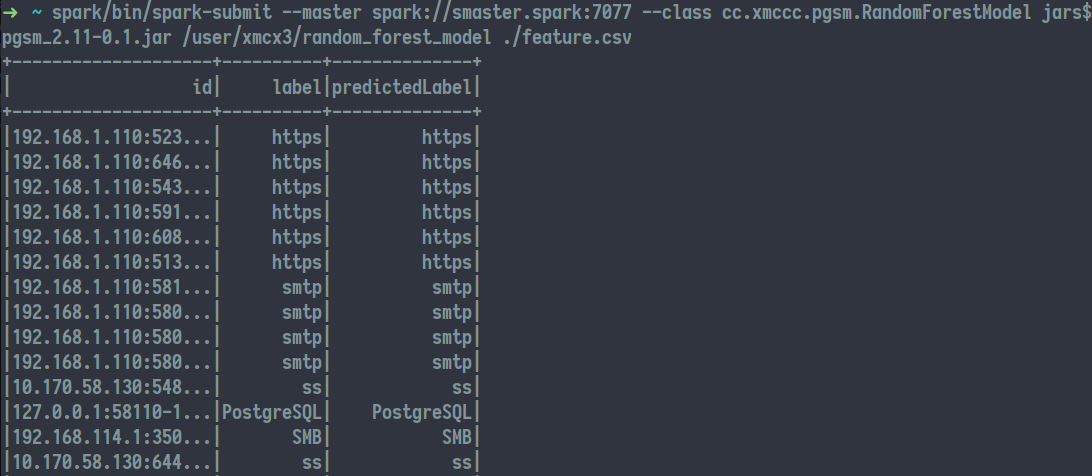 → ~ spark/bin/spark-submit --master spark://smaster.spark:7077 --class cc.xmccc.pgsm.RandomForestModel jars$
pgsm_2.11-0.1.jar /user/xmcx3/random_forest_model ./feature.csv
+--------------------+----------+--------------+
|                  id|     label|predictedLabel|
+--------------------+----------+--------------+
|192.168.1.110:523...|     https|         https|
|192.168.1.110:646...|     https|         https|
|192.168.1.110:543...|     https|         https|
|192.168.1.110:591...|     https|         https|
|192.168.1.110:608...|     https|         https|
|192.168.1.110:513...|     https|         https|
|192.168.1.110:581...|      smtp|          smtp|
|192.168.1.110:580...|      smtp|          smtp|
|192.168.1.110:580...|      smtp|          smtp|
|192.168.1.110:580...|      smtp|          smtp|
|10.170.58.130:548...|        ss|            ss|
|127.0.0.1:58110-1...|PostgreSQL|    PostgreSQL|
|192.168.114.1:350...|       SMB|           SMB|
|10.170.58.130:644...|        ss|            ss|